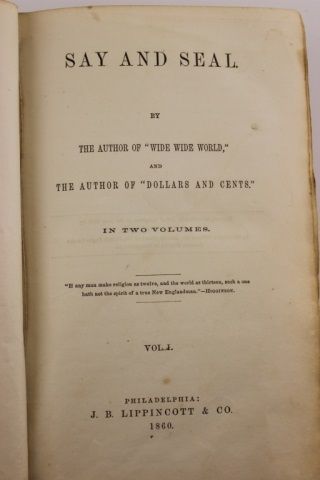 SAY AND SEAL.
BY
THE AUTHOR OF "WIDE WIDE WORLD,"
AND
THE AUTHOR OF "DOLLARS AND CENTS."
IN TWO VOLUMES.
"If any man make religion as twelve, and the world as thirteen, such a one
hath not the spirit of a true New Englandman."—Higginson.
VOL. I.
PHILADELPHIA:
J. B. LIPPINCOTT & CO.
1860.